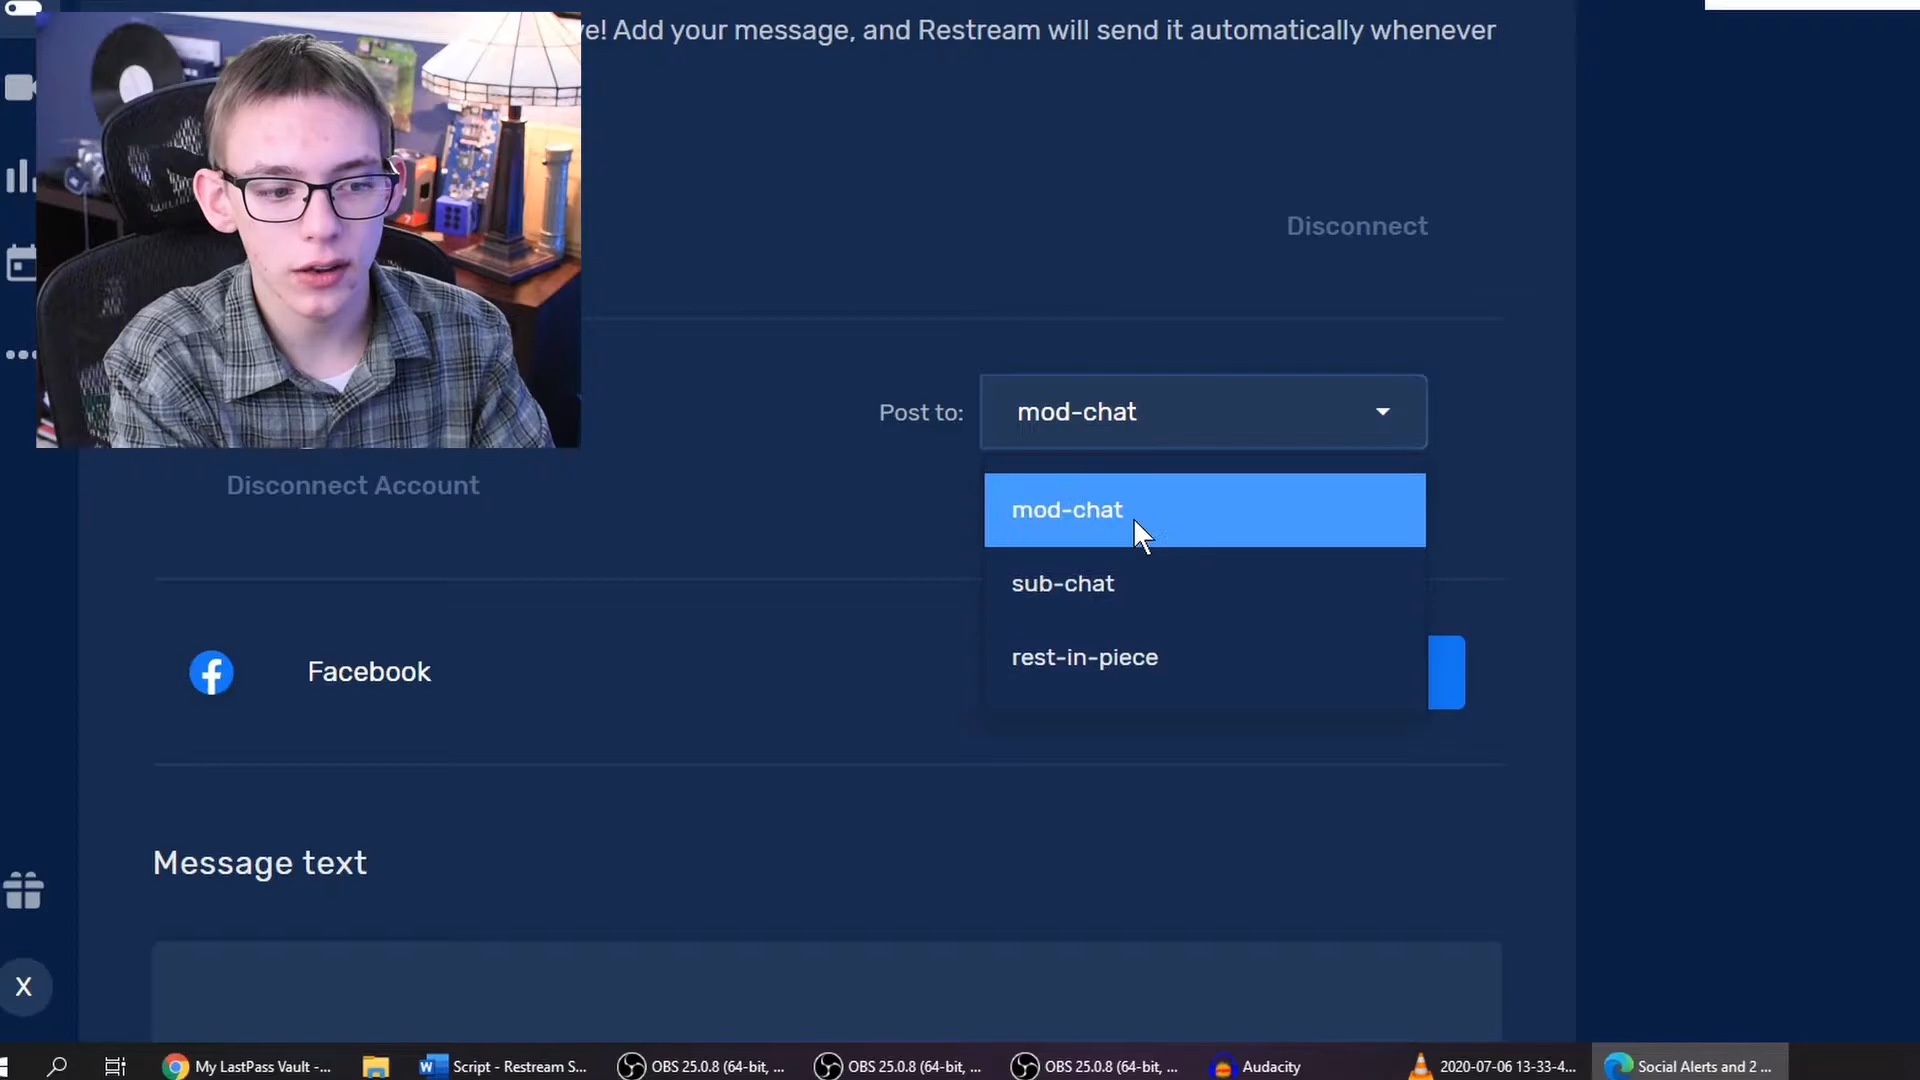 ve! Add your message, and Restream will send it automatically whenever
Disconnect
Post to: mod-chat
mod-chat
Disconnect Account
sub-chat
rest-in-piece
Facebook
Message text
X
My LastPass Vault -...
Script - Restream S...
OBS 25.0.8 (64-bit, ...
OBS 25.0.8 (64-bit, ...
OBS 25.0.8 (64-bit, ...
Audacity
2020-07-06 13-33-4...
Social Alerts and 2 ...